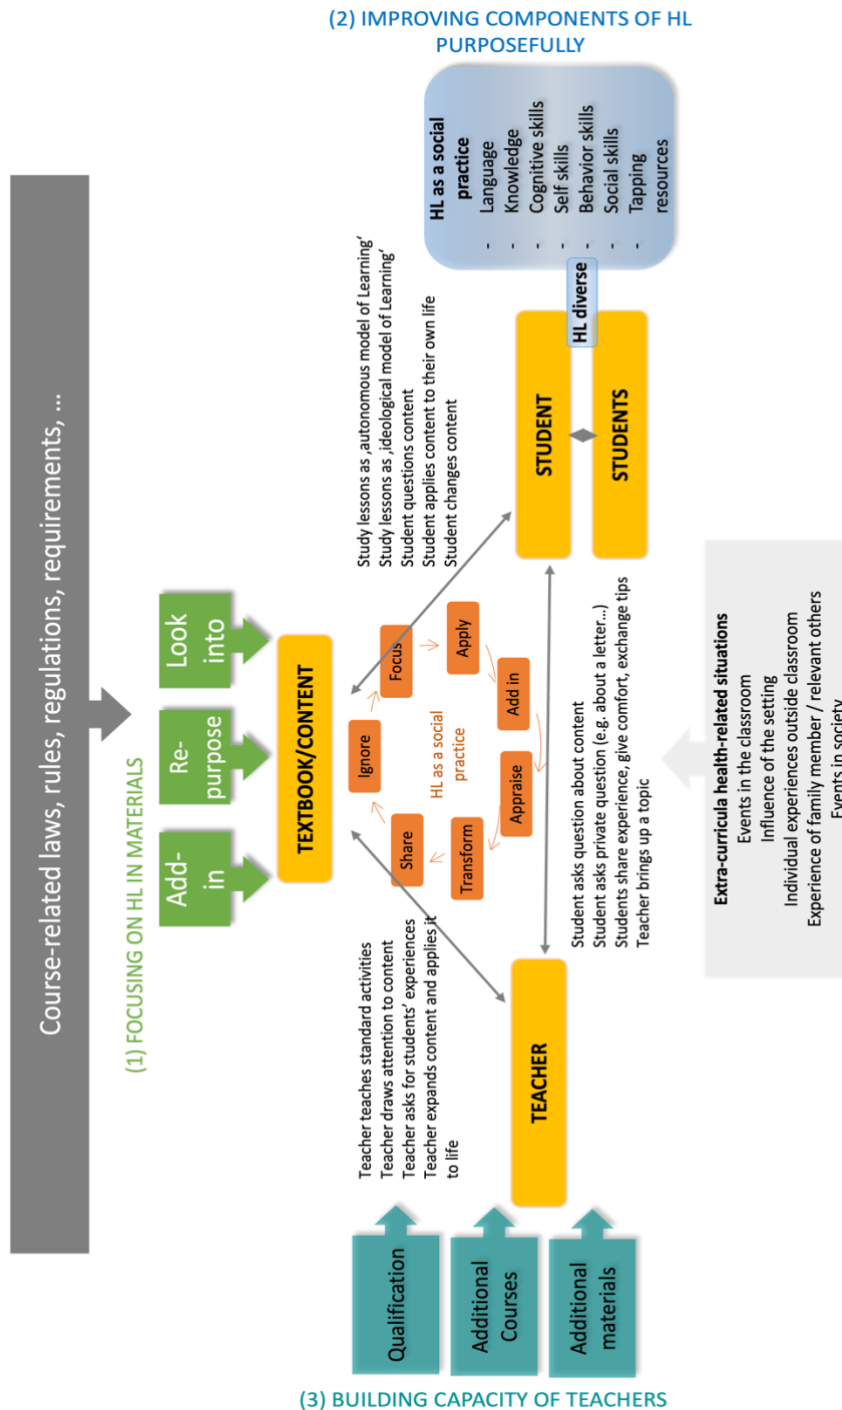 Course-related laws, rules, regulations, requirements, ...
(1) FOCUSING ON HL IN MATERIALS
Add-
in
Re-
purpose
Look
into
TEXTBOOK/CONTENT
(2) IMPROVING COMPONENTS OF HL
PURPOSEFULLY
HL as a social
practice
- Language
- Knowledge
- Cognitive skills
- Self skills
- Behavior skills
- Social skills
- Tapping
resources
HL diverse
STUDENT
STUDENTS
Study lessons as ‚autonomous model of Learning‘
Study lessons as ‚ideological model of Learning‘
Student questions content
Student applies content to their own life
Student changes content
Ignore
Focus
Apply
Add in
Appraise
Transform
Share
HL as a social
practice
Teacher teaches standard activities
Teacher draws attention to content
Teacher asks for students’ experiences
Teacher expands content and applies it
to life
TEACHER
Student asks question about content
Student asks private question (e.g. about a letter...)
Students share experience, give comfort, exchange tips
Teacher brings up a topic
Qualification
Additional
Courses
Additional
materials
(3) BUILDING CAPACITY OF TEACHERS
Extra-curricula health-related situations
Events in the classroom
Influence of the setting
Individual experiences outside classroom
Experience of family member / relevant others
Events in society